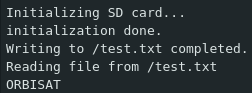 Initializing SD card...
initialization done.
Writing to /test.txt completed.
Reading file from /test.txt
ORBISAT